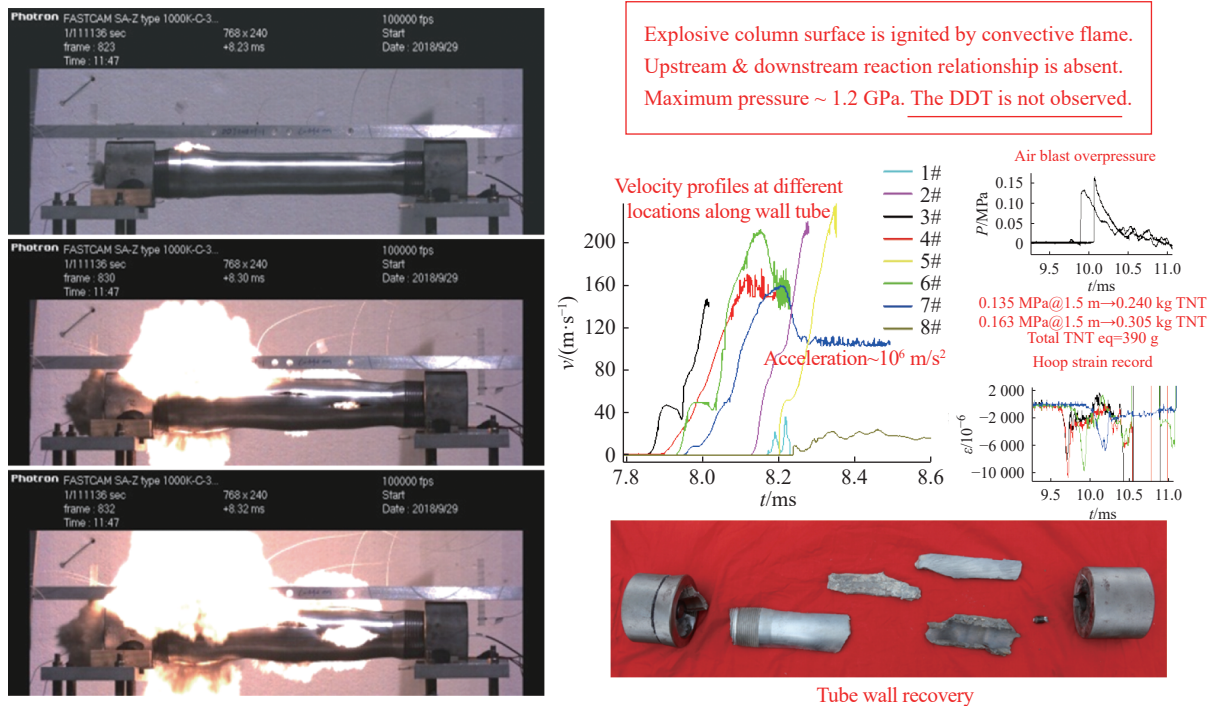 Photron FASTCAM SA-Z type 1000K-C-3... 100000 fps
1/111136 sec 768 x 240 Start
frame : 823 +8.23 ms Date : 2018/9/29
Time : 11:47
Photron FASTCAM SA-Z type 1000K-C-3... 100000 fps
1/111136 sec 768 x 240 Start
frame : 830 +8.30 ms Date : 2018/9/29
Time : 11:47
Photron FASTCAM SA-Z type 1000K-C-3... 100000 fps
1/111136 sec 768 x 240 Start
frame : 832 +8.32 ms Date : 2018/9/29
Time : 11:47
Explosive column surface is ignited by convective flame.
Upstream & downstream reaction relationship is absent.
Maximum pressure ~ 1.2 GPa. The DDT is not observed.
Velocity profiles at different
locations along wall tube
1#
2#
3#
4#
5#
6#
7#
8#
Acceleration~10⁶ m/s²
v/(m·s⁻¹)
200
160
120
80
40
0
7.8 8.0 8.2 8.4 8.6
t/ms
Air blast overpressure
P/MPa
0.15
0.10
0.05
0
9.5 10.0 10.5 11.0
t/ms
0.135 MPa@1.5 m→0.240 kg TNT
0.163 MPa@1.5 m→0.305 kg TNT
Total TNT eq=390 g
Hoop strain record
ε/10⁻⁶
2 000
−2 000
−6 000
−10 000
9.5 10.0 10.5 11.0
t/ms
Tube wall recovery